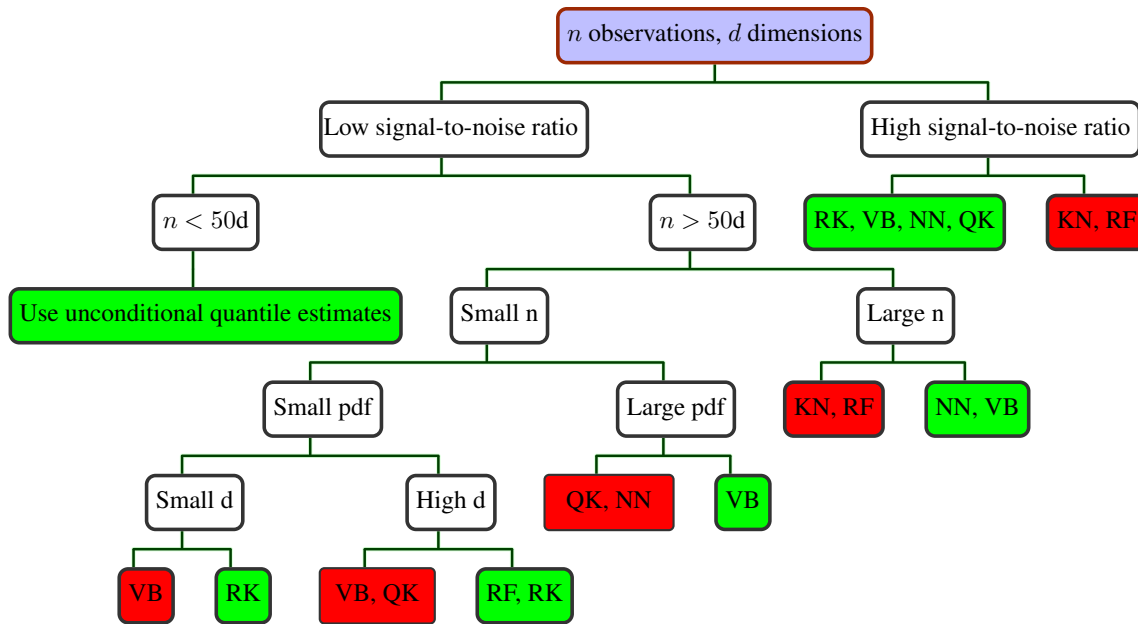 n observations, d dimensions
Low signal-to-noise ratio
High signal-to-noise ratio
n < 50d
n > 50d
RK, VB, NN, QK
KN, RF
Use unconditional quantile estimates
Small n
Large n
Small pdf
Large pdf
KN, RF
NN, VB
Small d
High d
QK, NN
VB
VB
RK
VB, QK
RF, RK